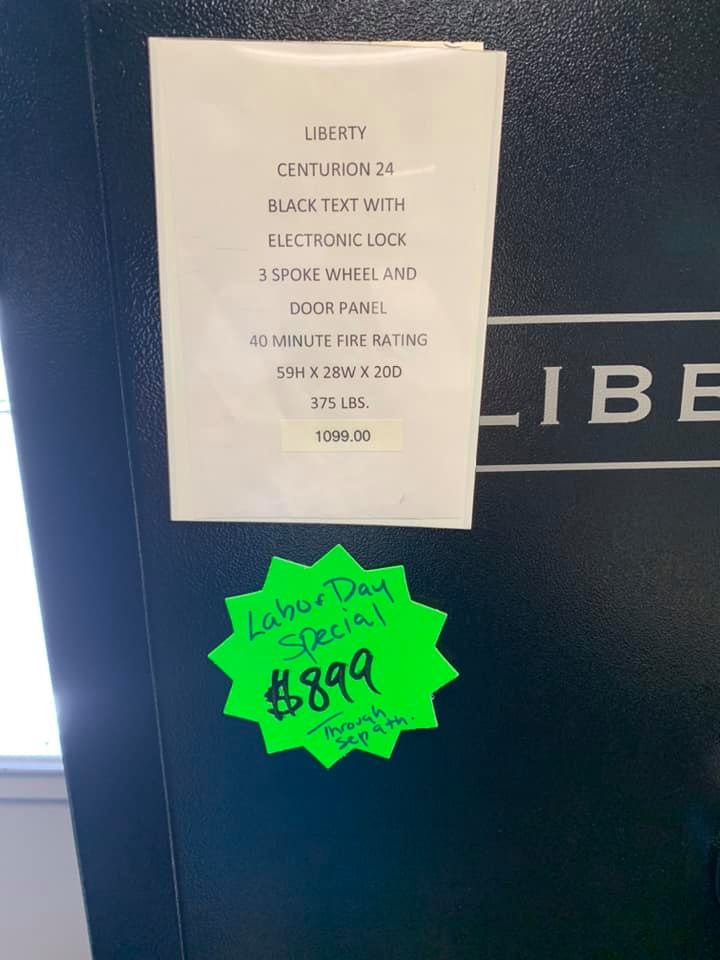 LIBERTY
CENTURION 24
BLACK TEXT WITH
ELECTRONIC LOCK
3 SPOKE WHEEL AND
DOOR PANEL
40 MINUTE FIRE RATING
59H X 28W X 20D
375 LBS.
1099.00
LIBE
Labor Day
Special
$899
Through
Sep 9th.